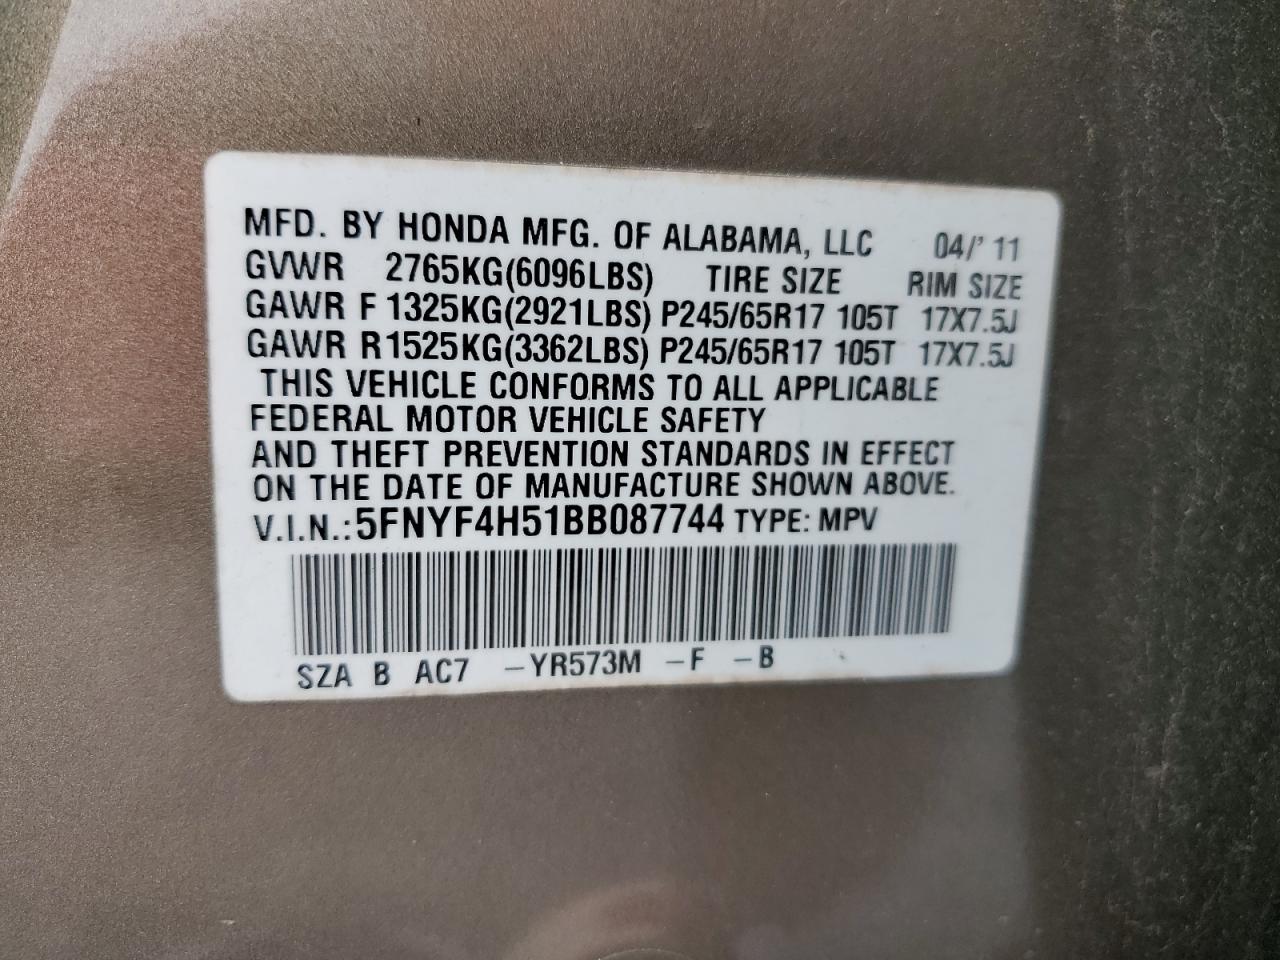 MFD. BY HONDA MFG. OF ALABAMA, LLC 04/'11
GVWR 2765KG(6096LBS) TIRE SIZE RIM SIZE
GAWR F 1325KG(2921LBS) P245/65R17 105T 17X7.5J
GAWR R1525KG(3362LBS) P245/65R17 105T 17X7.5J
THIS VEHICLE CONFORMS TO ALL APPLICABLE
FEDERAL MOTOR VEHICLE SAFETY
AND THEFT PREVENTION STANDARDS IN EFFECT
ON THE DATE OF MANUFACTURE SHOWN ABOVE.
V.I.N.: 5FNYF4H51BB087744 TYPE: MPV
SZA B AC7 -YR573M -F -B